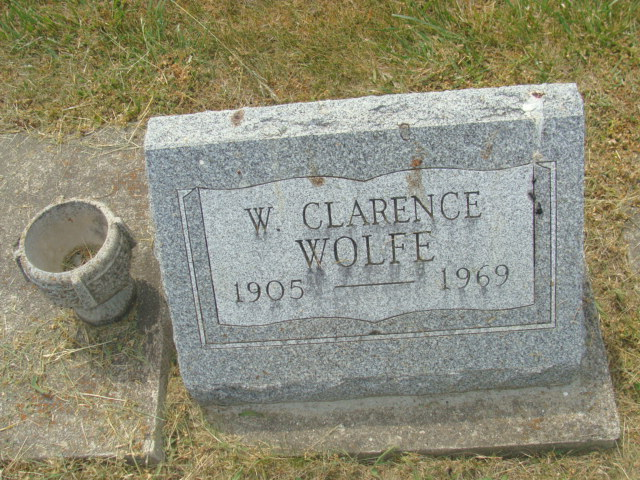 W. CLARENCE
WOLFE
1905 — 1969